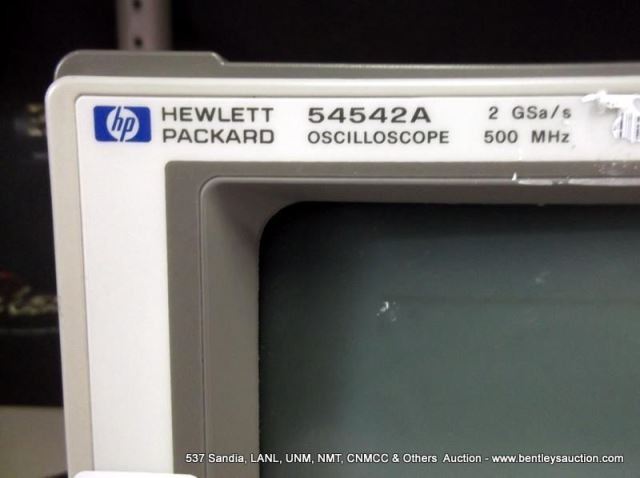 hp HEWLETT PACKARD
54542A OSCILLOSCOPE
2 GSa/s
500 MHz
537 Sandia, LANL, UNM, NMT, CNMCC & Others Auction - www.bentleysauction.com